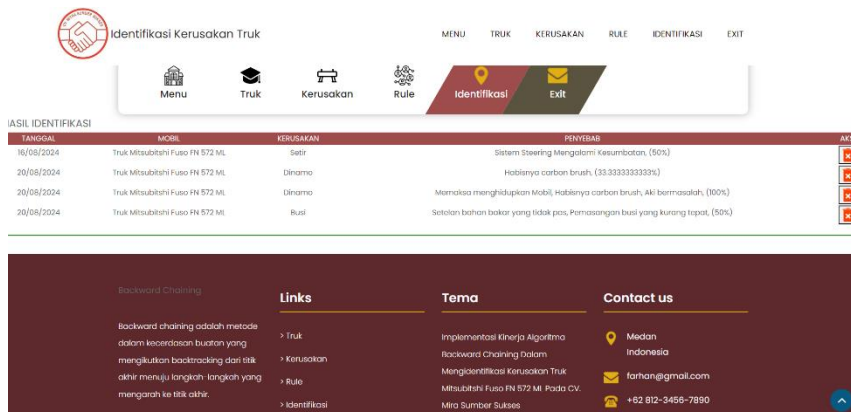 Identifikasi Kerusakan Truk
MENU TRUK KERUSAKAN RULE IDENTIFIKASI EXIT
Menu Truk Kerusakan Rule Identifikasi Exit
HASIL IDENTIFIKASI
TANGGAL MOBIL KERUSAKAN PENYEBAB AKSI
16/08/2024 Truk Mitsubitshi Fuso FN 572 ML Setir Sistem Steering Mengalami Kesumbatan, (50%)
20/08/2024 Truk Mitsubitshi Fuso FN 572 ML Dinamo Habisnya carbon brush, (33.3333333333%)
20/08/2024 Truk Mitsubitshi Fuso FN 572 ML Dinamo Memaksa menghidupkan Mobil, Habisnya carbon brush, Aki bermasalah, (100%)
20/08/2024 Truk Mitsubitshi Fuso FN 572 ML Busi Setelan bahan bakar yang tidak pas, Pemasangan busi yang kurang tepat, (50%)
Backward Chaining
Backward chaining adalah metode
dalam kecerdasan buatan yang
mengikutkan backtracking dari titik
akhir menuju langkah-langkah yang
mengarah ke titik akhir.
Links
> Truk
> Kerusakan
> Rule
> Identifikasi
Tema
Implementasi Kinerja Algoritma
Backward Chaining Dalam
Mengidentifikasi Kerusakan Truk
Mitsubitshi Fuso FN 572 ML Pada CV.
Mira Sumber Sukses
Contact us
Medan
Indonesia
farhan@gmail.com
+62 812-3456-7890